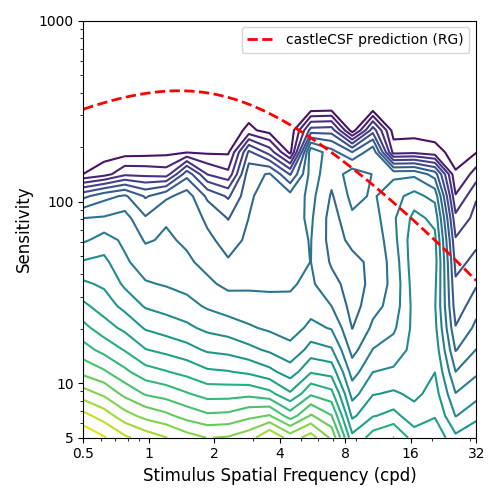 1000
castleCSF prediction (RG)
100
10
5
Sensitivity
0.5 1 2 4 8 16 32
Stimulus Spatial Frequency (cpd)